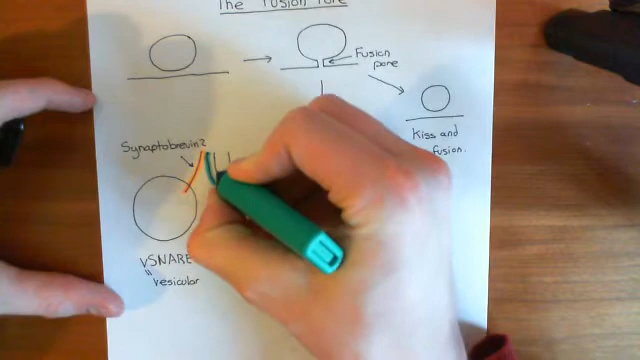 The Fusion Pore
Fusion
pore
Kiss and
fusion.
Synaptobrevin2
VSNARE
"
vesicular